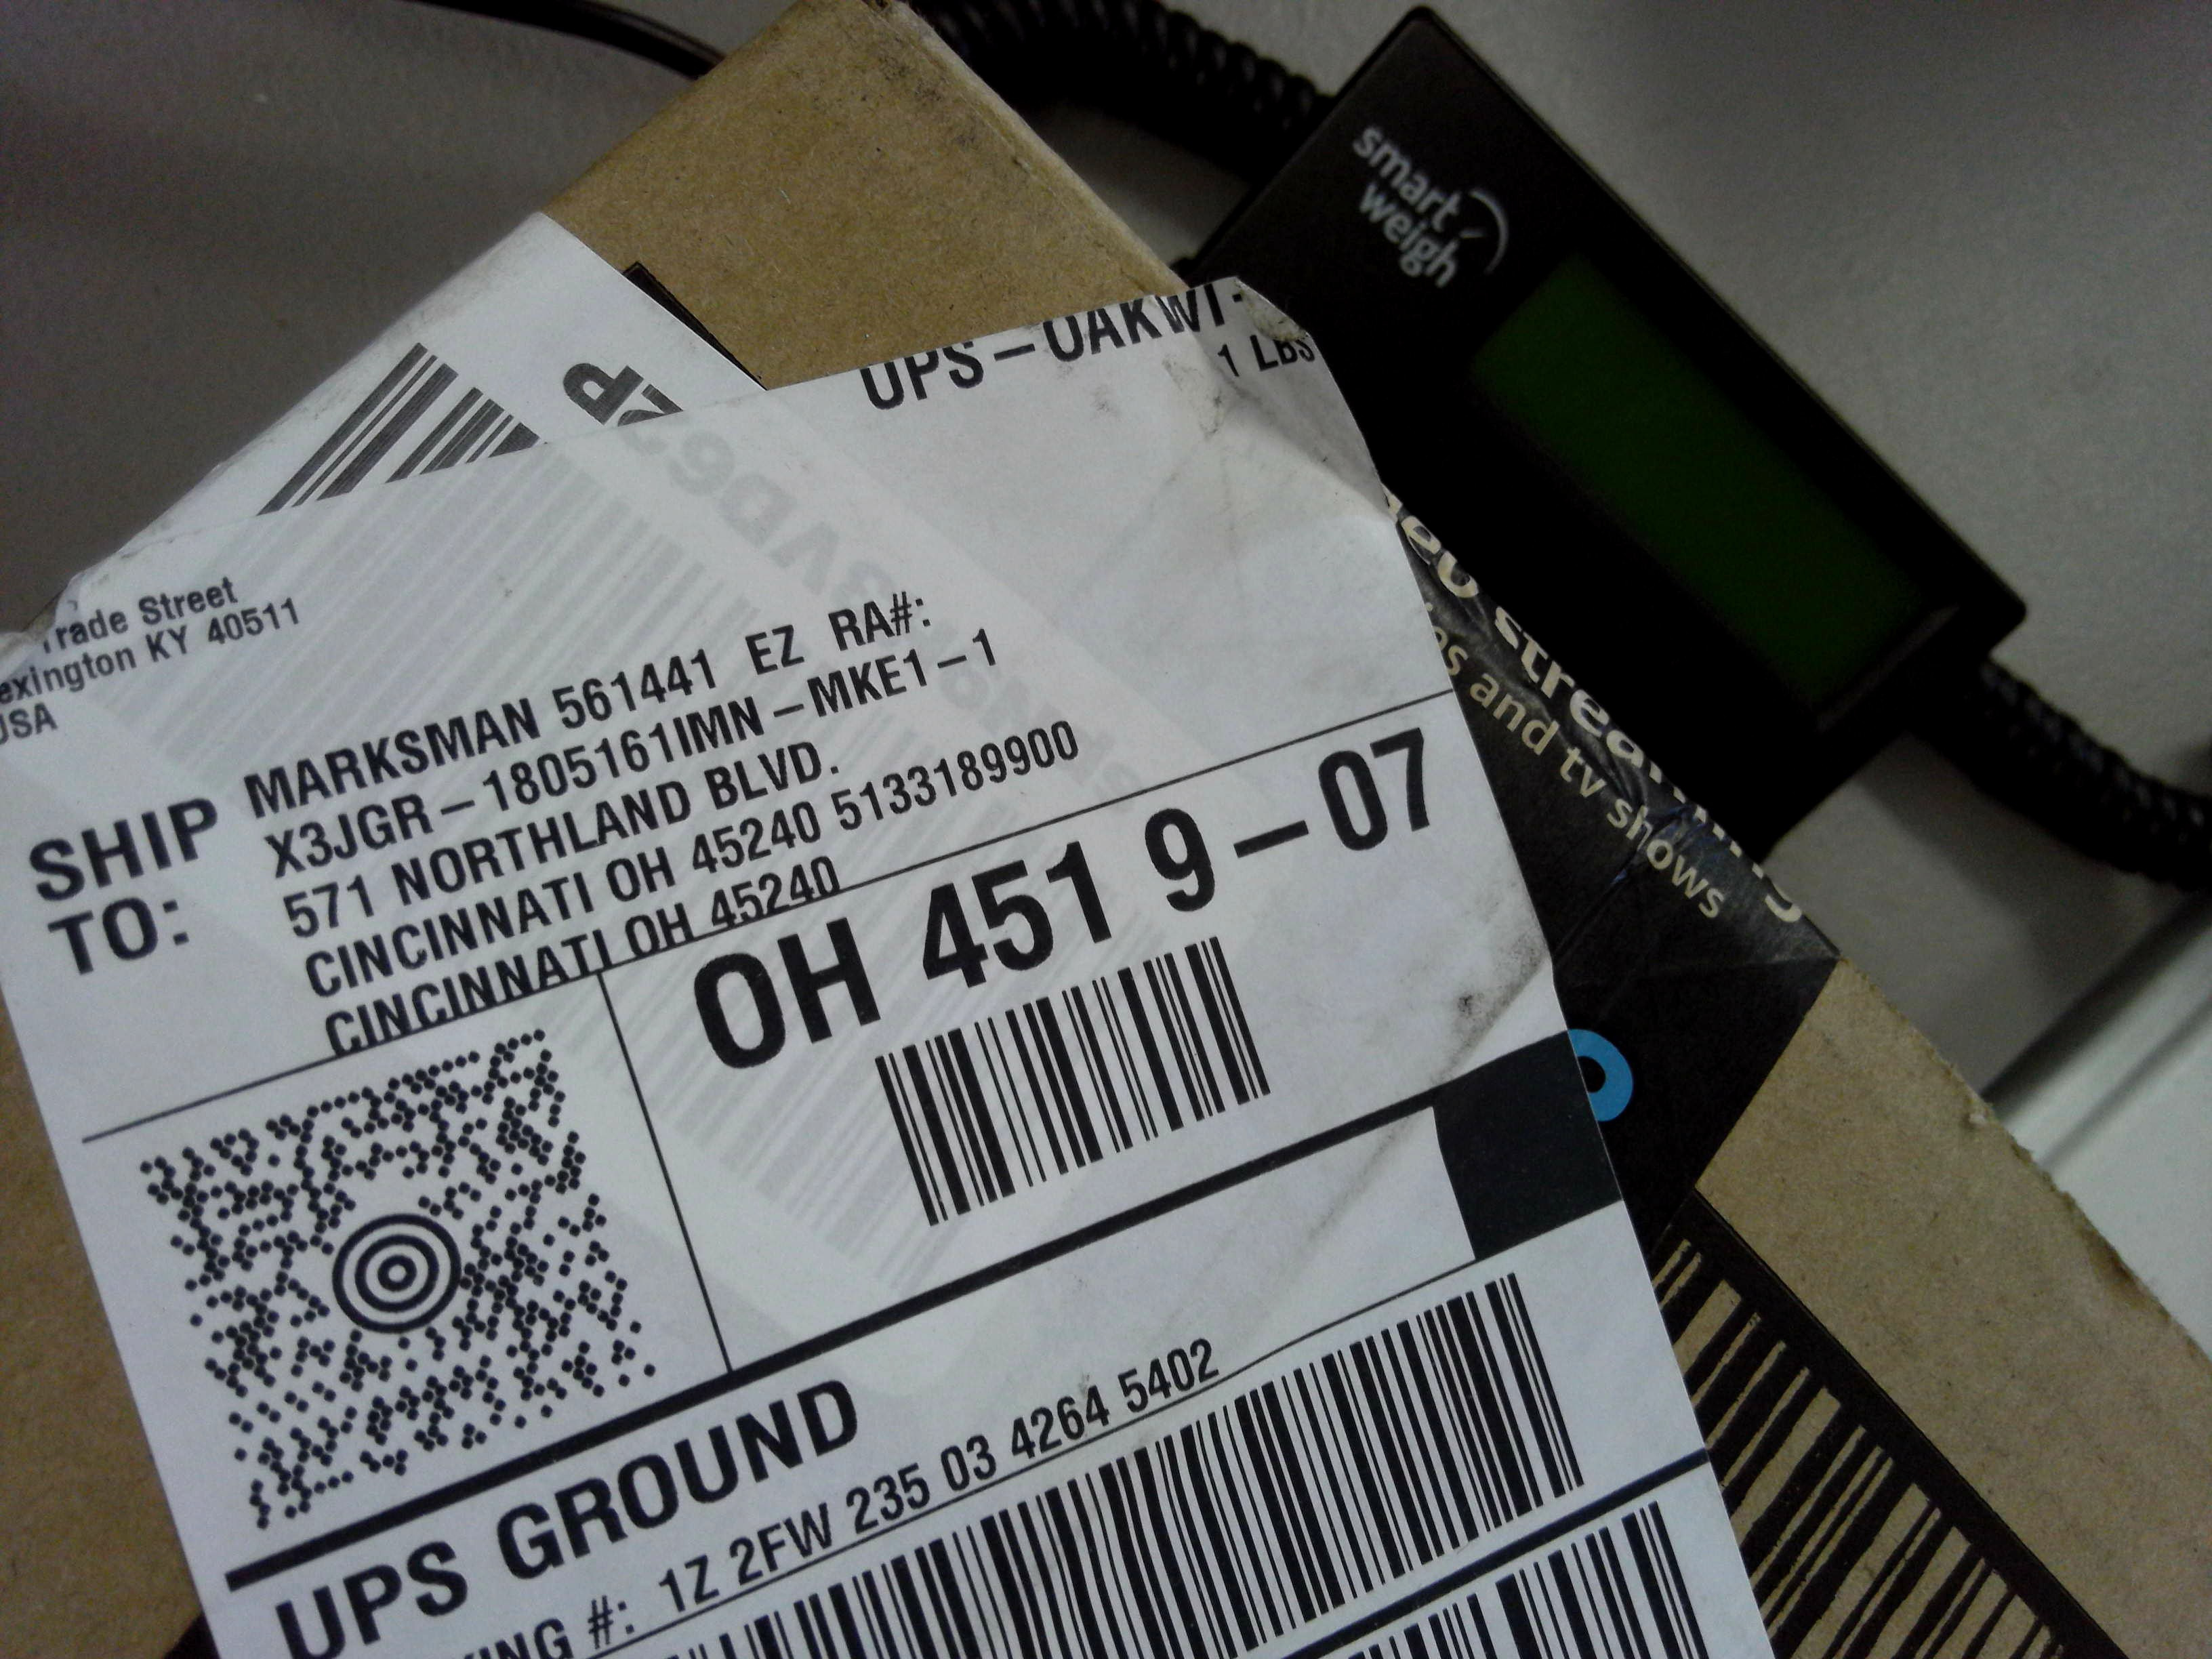 smart
weigh
UPS-OAKWI-
1 LBS
Trade Street
exington KY 40511
USA
SHIP
TO:
MARKSMAN 561441 EZ RA#:
X3JGR-1805161IMN-MKE1-1
571 NORTHLAND BLVD.
CINCINNATI OH 45240 5133189900
CINCINNATI OH 45240
OH 451 9-07
UPS GROUND
KING #: 1Z 2FW 235 03 4264 5402
streaming
and tv shows